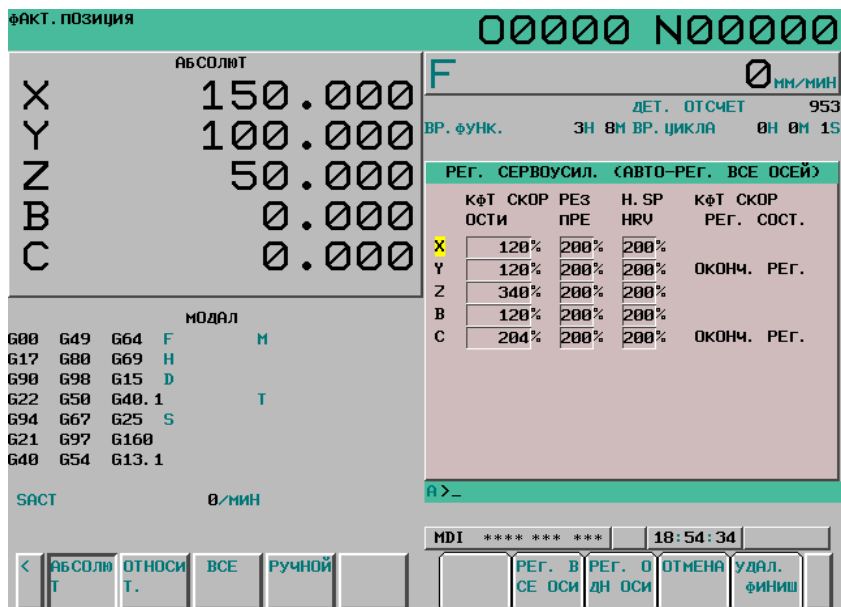 ФАКТ. ПОЗИЦИЯ
O0000 N00000
АБСОЛЮТ
X 150.000
Y 100.000
Z 50.000
B 0.000
C 0.000
F 0 ММ/МИН
ДЕТ. ОТСЧЕТ 953
ВР. ФУНК. 3H 8M ВР. ЦИКЛА 0H 0M 1S
МОДАЛ
G00 G49 G64 F M
G17 G80 G69 H
G90 G98 G15 D
G22 G50 G40.1 T
G94 G67 G25 S
G21 G97 G160
G40 G54 G13.1
SACT 0/МИН
РЕГ. СЕРВОУСИЛ. (АВТО-РЕГ. ВСЕ ОСЕЙ)
КФТ СКОР РЕЗ H.SP КФТ СКОР
ОСТИ ПРЕ HRV РЕГ. СОСТ.
X 120% 200% 200%
Y 120% 200% 200% ОКОНЧ. РЕГ.
Z 340% 200% 200%
B 120% 200% 200%
C 204% 200% 200% ОКОНЧ. РЕГ.
A>_
MDI **** *** *** 18:54:34
< АБСОЛЮ ОТНОСИ ВСЕ РУЧНОЙ
Т Т.
РЕГ. В РЕГ. О ОТМЕНА УДАЛ.
СЕ ОСИ ДН ОСИ ФИНИШ